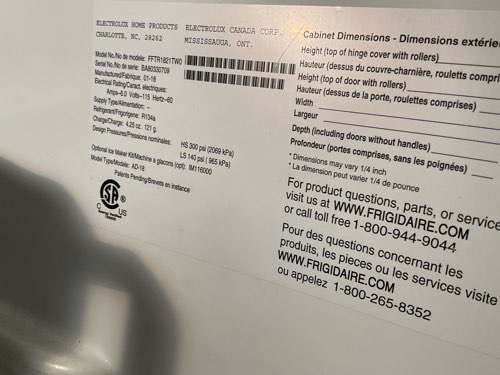 ELECTROLUX HOME PRODUCTS ELECTROLUX CANADA CORP.
CHARLOTTE, NC, 28262 MISSISSAUGA, ONT.
Model No./No de modele: FFTR1821TW0
Serial No./No de serie: BA80330709
Manufactured/Fabriqué: 01-18
Electrical Rating/Caract. electriques:
Amps-6.0 Volts-115 Hertz-60
Supply Type/Alimentation: -
Refrigerant/Frigorigene: R134a
Charge/Charge: 4.25 oz. 121 g.
Design Pressures/Pressions nominales: HS 300 psi (2069 kPa)
LS 140 psi ( 965 kPa)
Optional Ice Maker Kit/Machine a glacons (opt): IM116000
Model Type/Modele: AD-18
Patents Pending/Brevets en instance
SA ®
C US
Cabinet Dimensions - Dimensions extérie
Height (top of hinge cover with rollers)
Hauteur (dessus du couvre-charnière, roulettes compri
Height (top of door with rollers)
Hauteur (dessus de la porte, roulettes comprises)
Width
Largeur
Depth (including doors without handles)
Profondeur (portes comprises, sans les poignées)
* Dimensions may vary 1/4 inch
* La dimension peut varier 1/4 de pounce
For product questions, parts, or service
visit us at WWW.FRIGIDAIRE.COM
or call toll free 1-800-944-9044
Pour des questions concernant les
produits, les pieces ou les services visite
WWW.FRIGIDAIRE.COM
ou appelez 1-800-265-8352